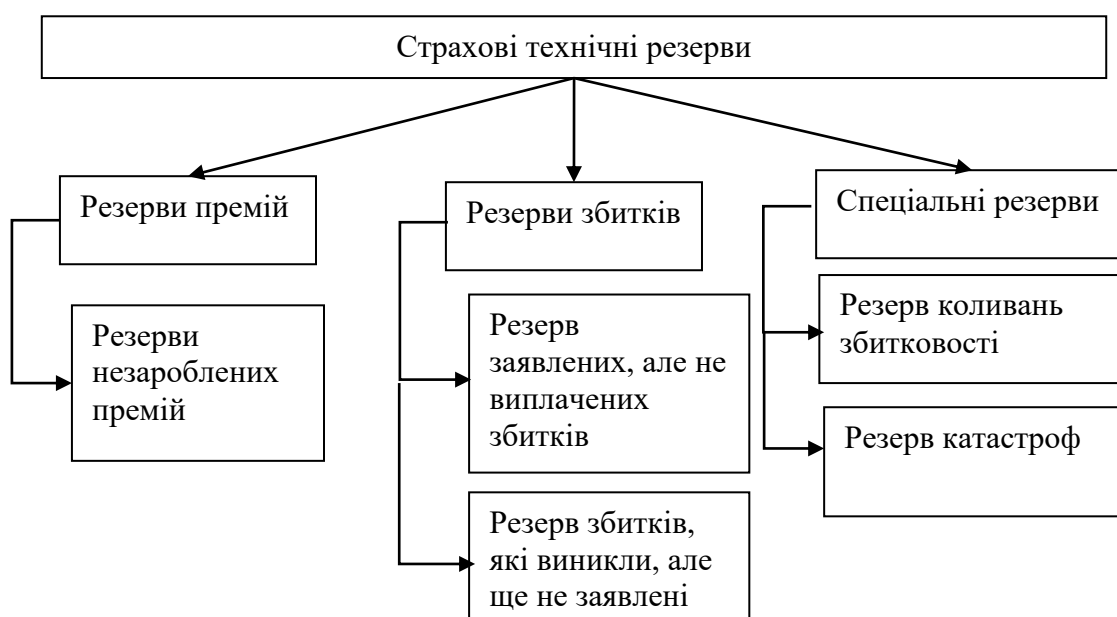 Страхові технічні резерви
Резерви премій
Резерви
незароблених
премій
Резерви збитків
Резерв
заявлених, але не
виплачених
збитків
Резерв збитків,
які виникли, але
ще не заявлені
Спеціальні резерви
Резерв коливань
збитковості
Резерв катастроф